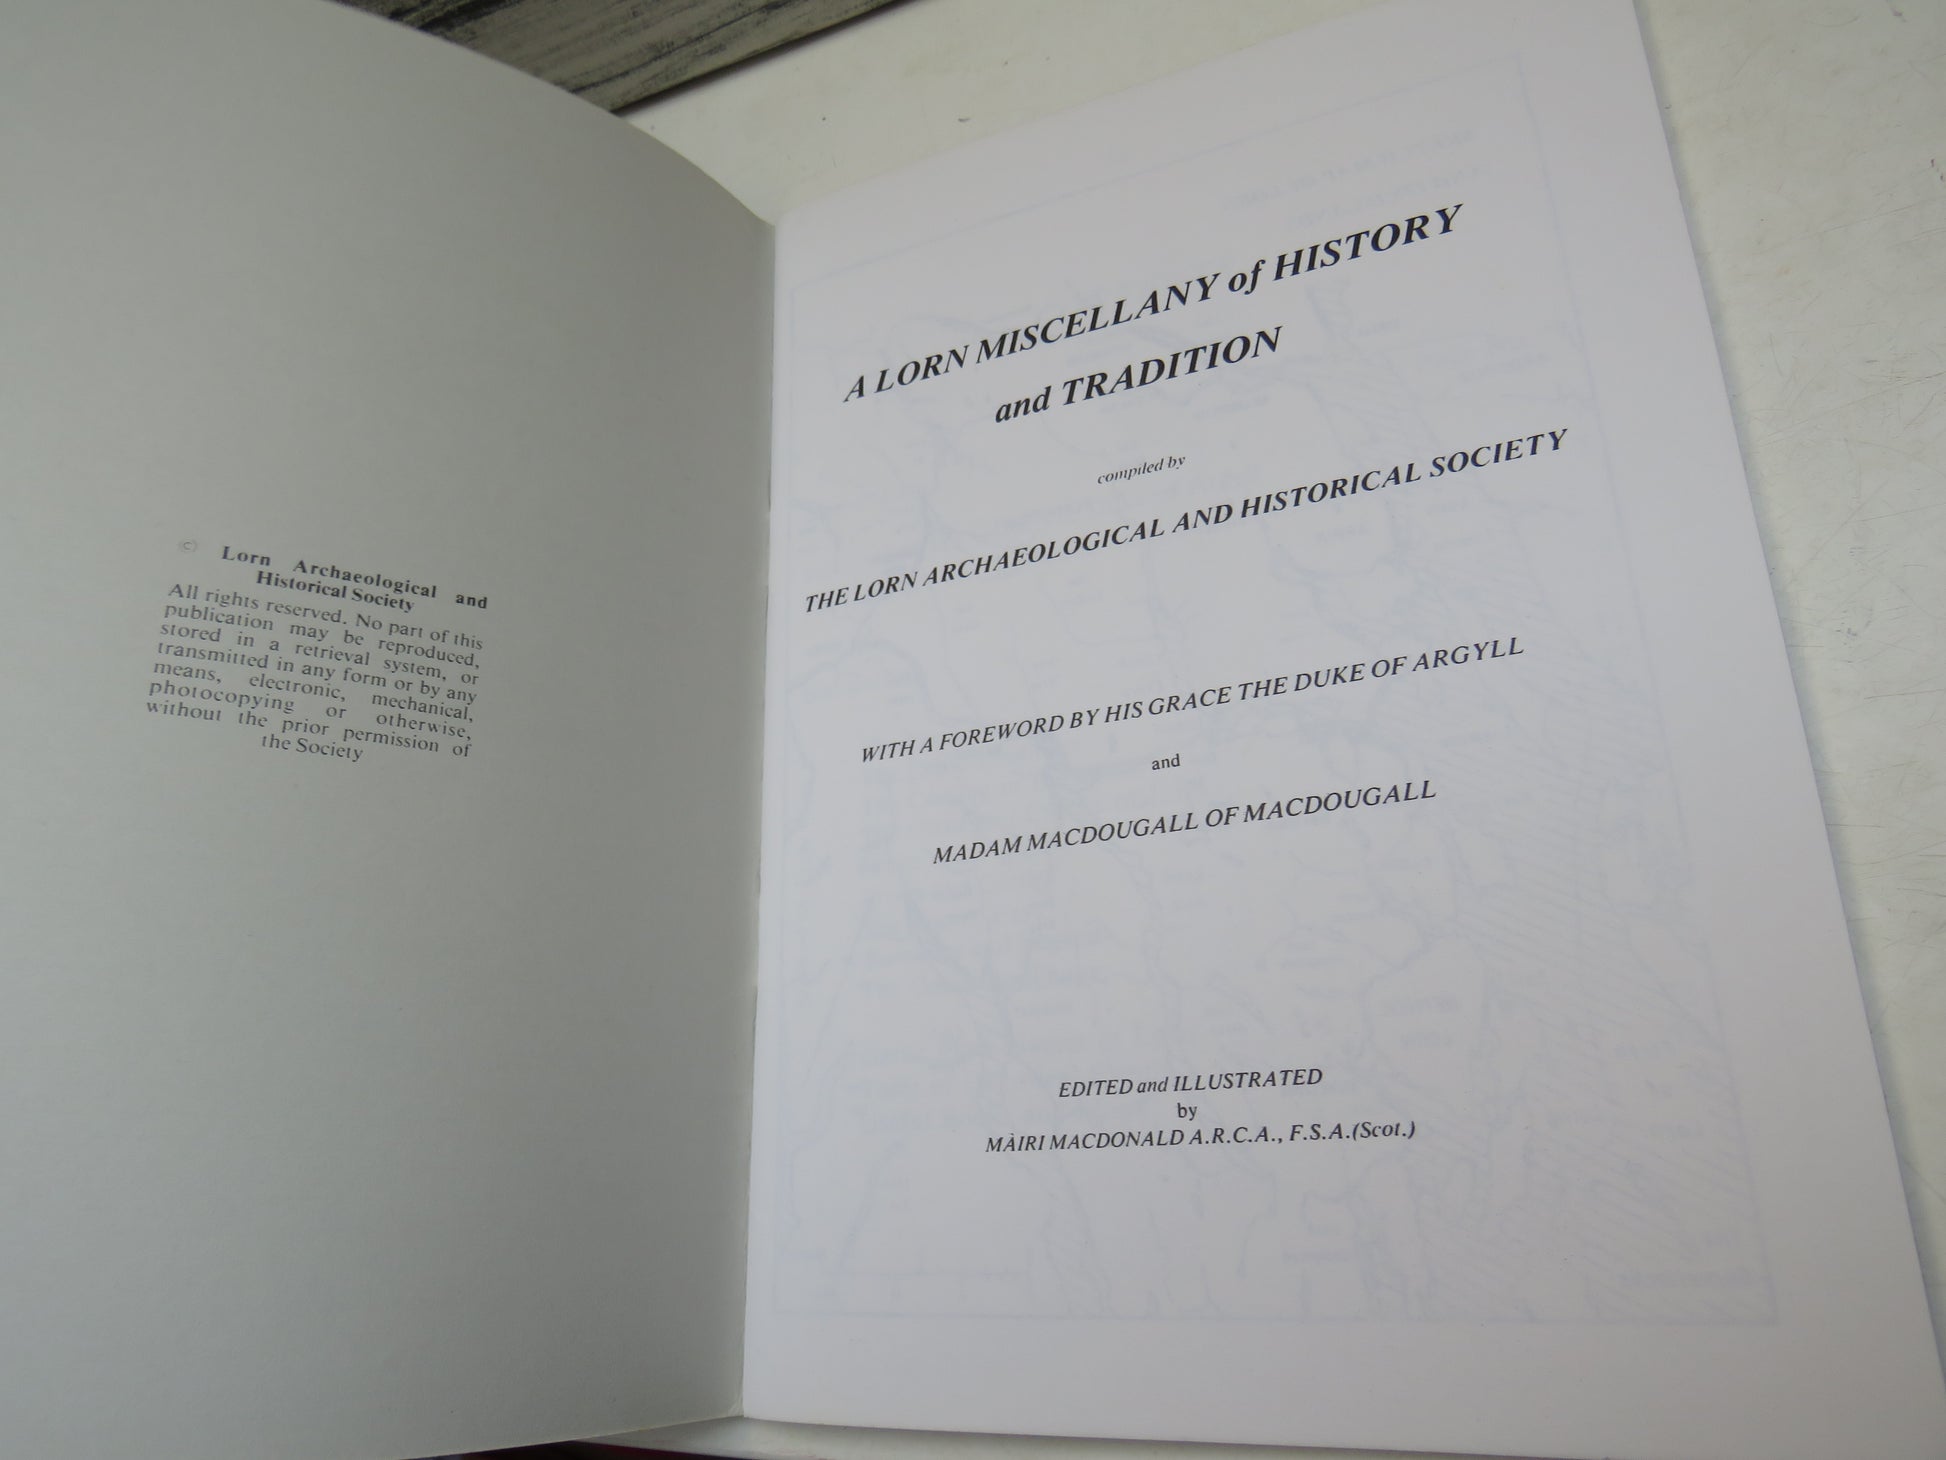 © Lorn Archaeological and
Historical Society
All rights reserved. No part of this
publication may be reproduced,
stored in a retrieval system, or
transmitted in any form or by any
means, electronic, mechanical,
photocopying or otherwise,
without the prior permission of
the Society
A LORN MISCELLANY of HISTORY
and TRADITION
compiled by
THE LORN ARCHAEOLOGICAL AND HISTORICAL SOCIETY
WITH A FOREWORD BY HIS GRACE THE DUKE OF ARGYLL
and
MADAM MACDOUGALL OF MACDOUGALL
EDITED and ILLUSTRATED
by
MÀIRI MACDONALD A.R.C.A., F.S.A.(Scot.)